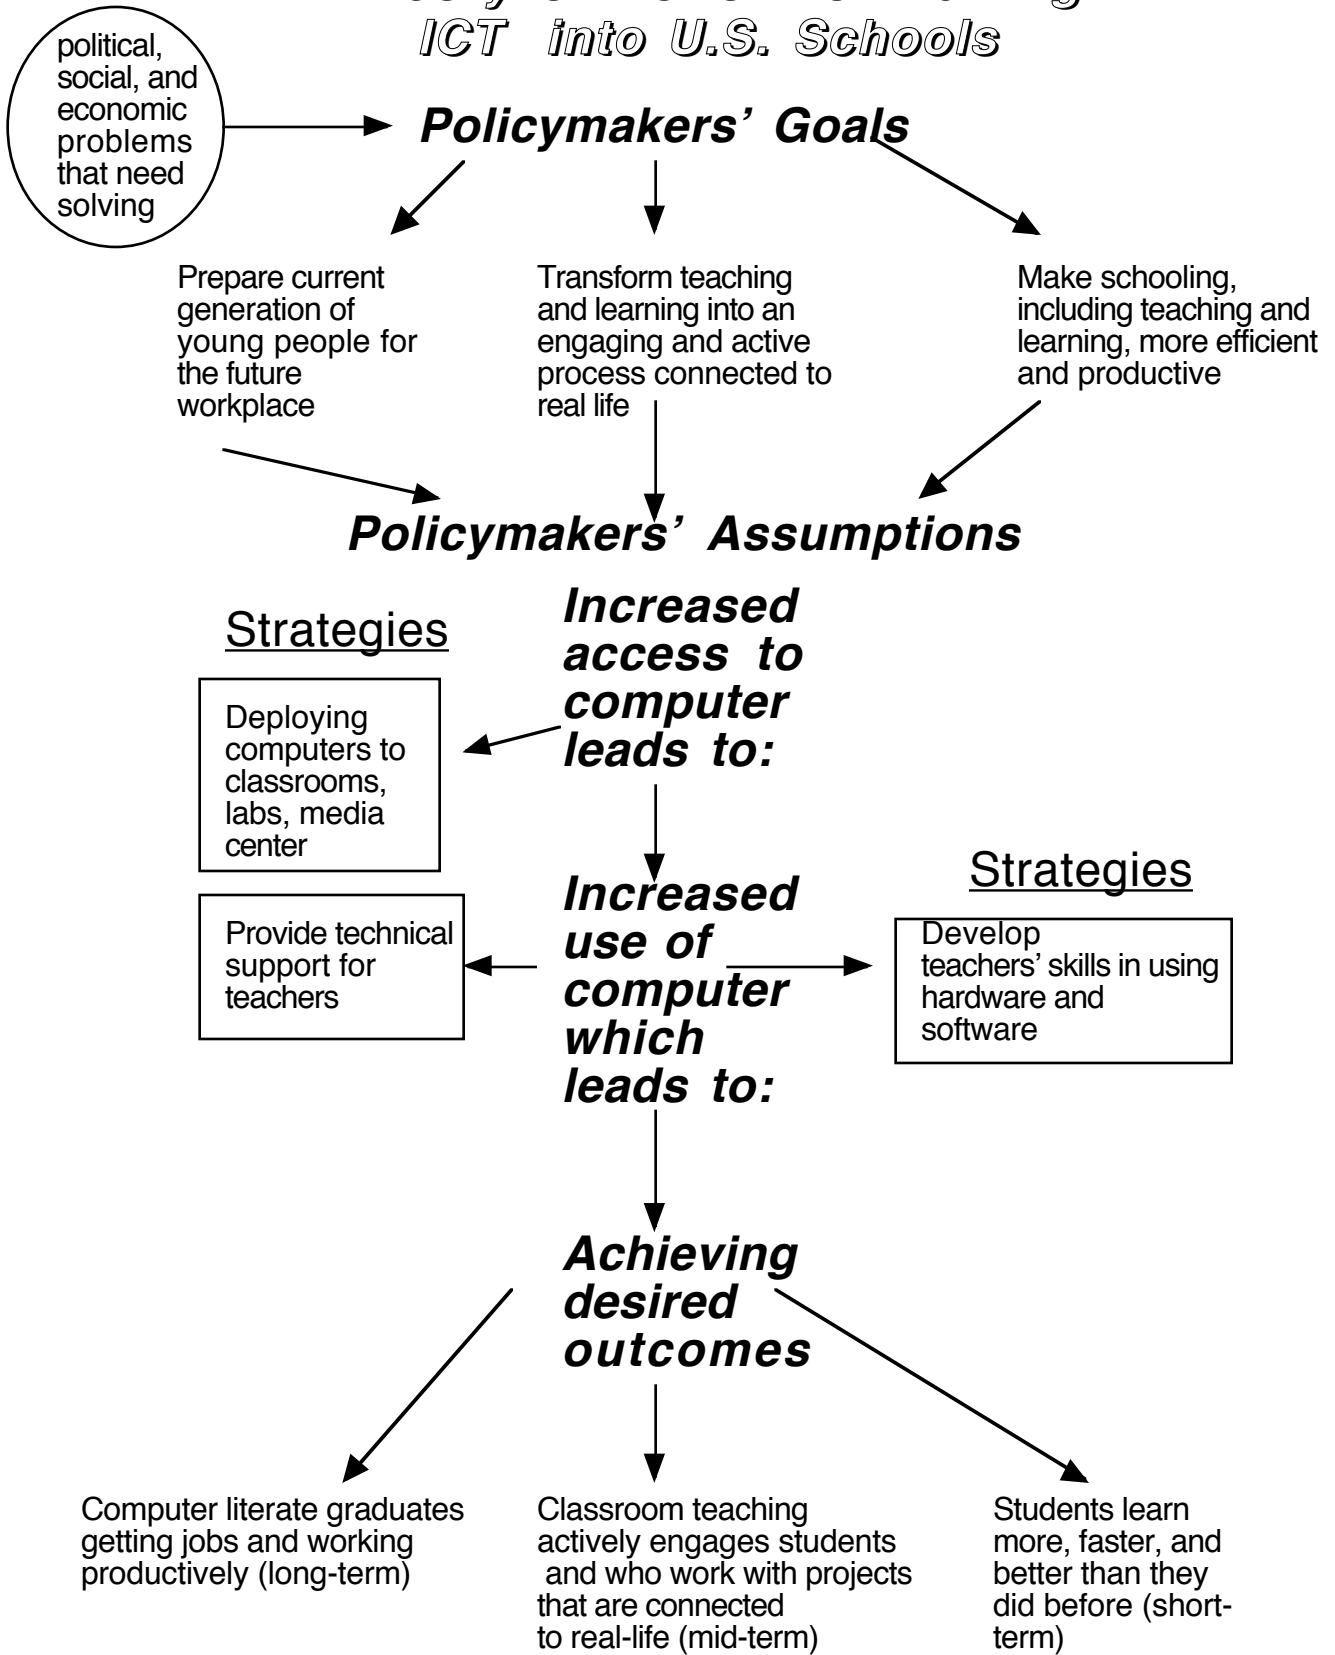 ICT into U.S. Schools
political,
social, and
economic
problems
that need
solving
Policymakers’ Goals
Prepare current
generation of
young people for
the future
workplace
Transform teaching
and learning into an
engaging and active
process connected to
real life
Make schooling,
including teaching and
learning, more efficient
and productive
Policymakers’ Assumptions
Increased
access to
computer
leads to:
Strategies
Deploying
computers to
classrooms,
labs, media
center
Increased
use of
computer
which
leads to:
Provide technical
support for
teachers
Strategies
Develop
teachers’ skills in using
hardware and
software
Achieving
desired
outcomes
Computer literate graduates
getting jobs and working
productively (long-term)
Classroom teaching
actively engages students
and who work with projects
that are connected
to real-life (mid-term)
Students learn
more, faster, and
better than they
did before (short-
term)